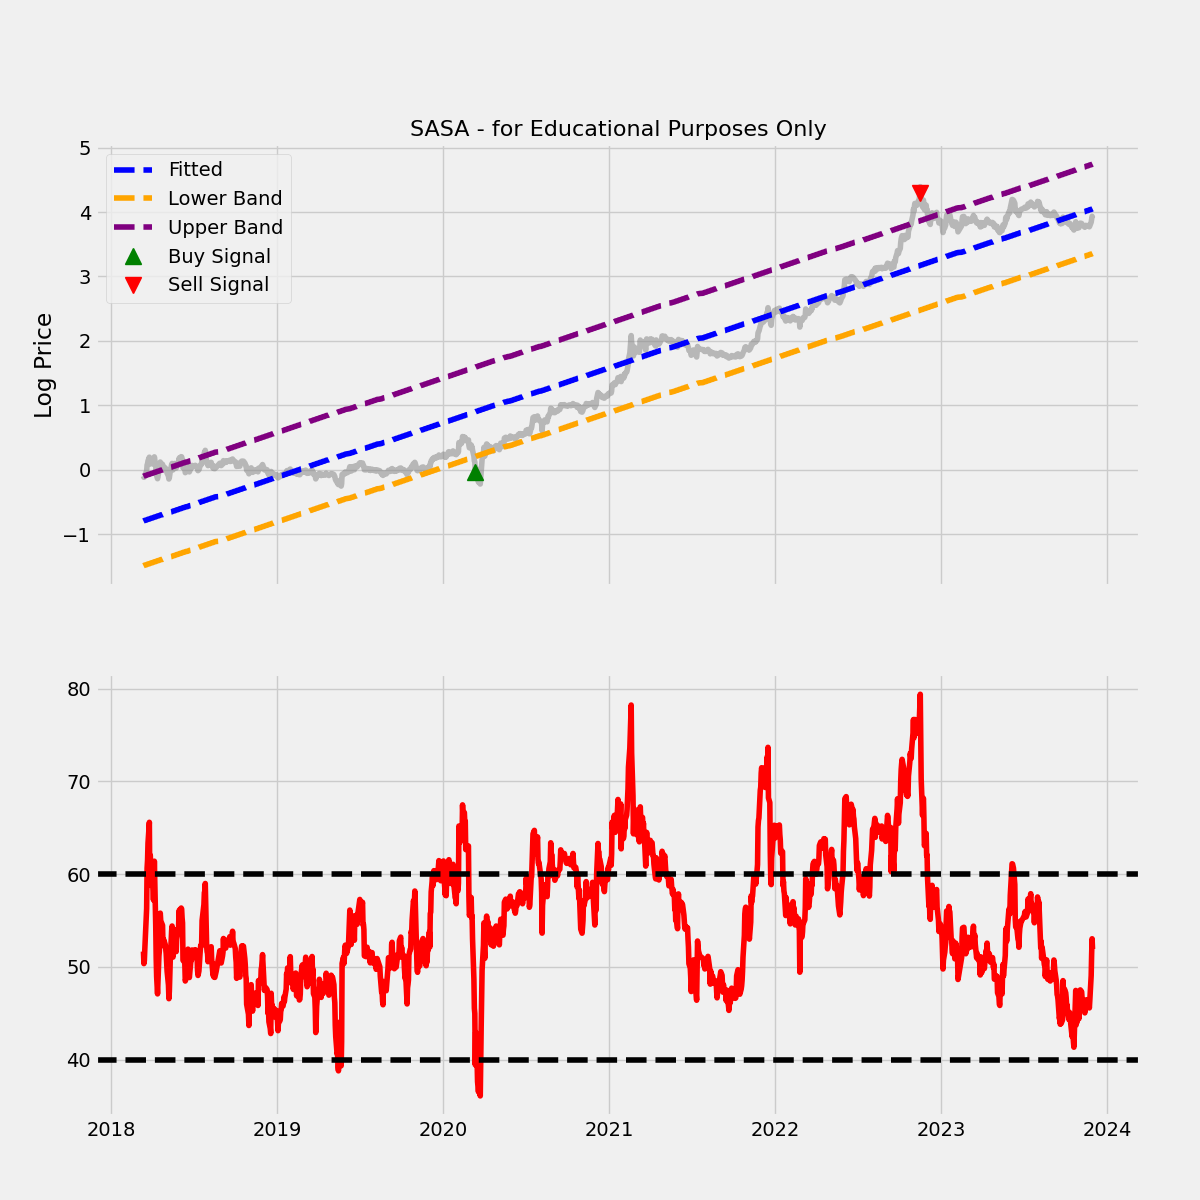 SASA - for Educational Purposes Only
Log Price
5
4
3
2
1
0
−1
Fitted
Lower Band
Upper Band
Buy Signal
Sell Signal
80
70
60
50
40
2018 2019 2020 2021 2022 2023 2024